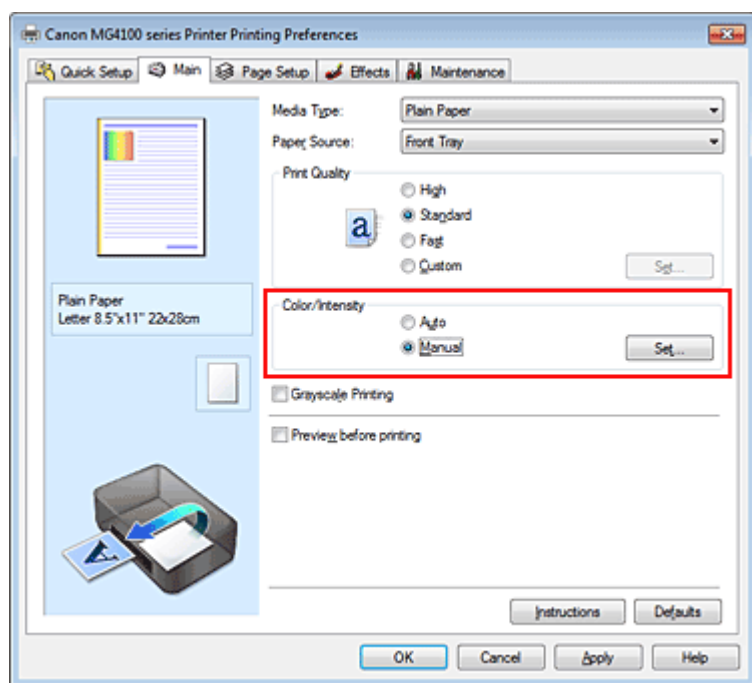 Canon MG4100 series Printer Printing Preferences
Quick Setup Main Page Setup Effects Maintenance
Media Type: Plain Paper
Paper Source: Front Tray
Print Quality
High
a Standard
Fast
Custom Set...
Plain Paper
Letter 8.5"x11" 22x28cm
Color/Intensity
Auto
Manual Set...
Grayscale Printing
Preview before printing
A
Instructions Defaults
OK Cancel Apply Help